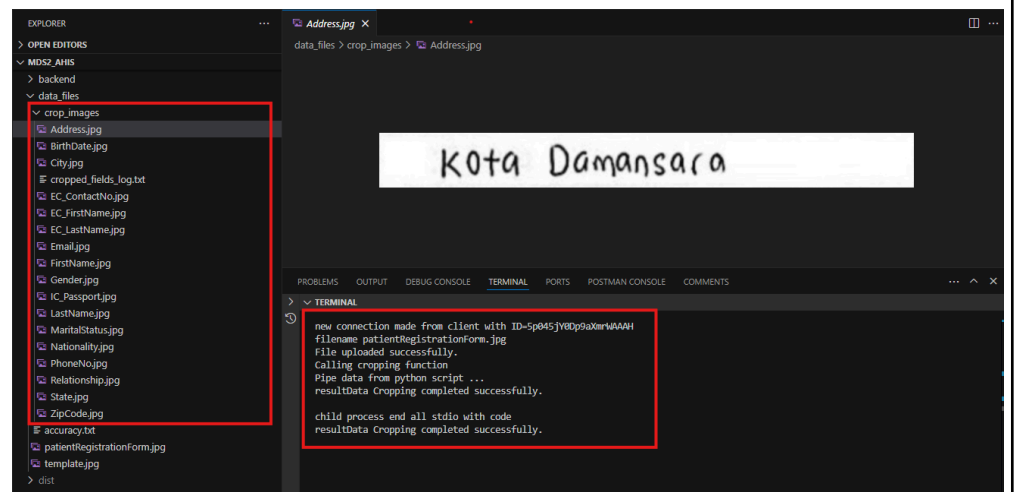 EXPLORER ...
> OPEN EDITORS
MDS2_AHIS
> backend
data_files
crop_images
Address.jpg
BirthDate.jpg
City.jpg
cropped_fields_log.txt
EC_ContactNo.jpg
EC_FirstName.jpg
EC_LastName.jpg
Email.jpg
FirstName.jpg
Gender.jpg
IC_Passport.jpg
LastName.jpg
MaritalStatus.jpg
Nationality.jpg
PhoneNo.jpg
Relationship.jpg
State.jpg
ZipCode.jpg
accuracy.txt
patientRegistrationForm.jpg
template.jpg
> dist
Address.jpg
data_files > crop_images > Address.jpg
Kota Damansara
PROBLEMS OUTPUT DEBUG CONSOLE TERMINAL PORTS POSTMAN CONSOLE COMMENTS
TERMINAL
new connection made from client with
filename patientRegistrationForm.jpg
File uploaded successfully.
Calling cropping function
Pipe data from python script ...
resultData Cropping completed successfully.
child process end all stdio with code
resultData Cropping completed successfully.